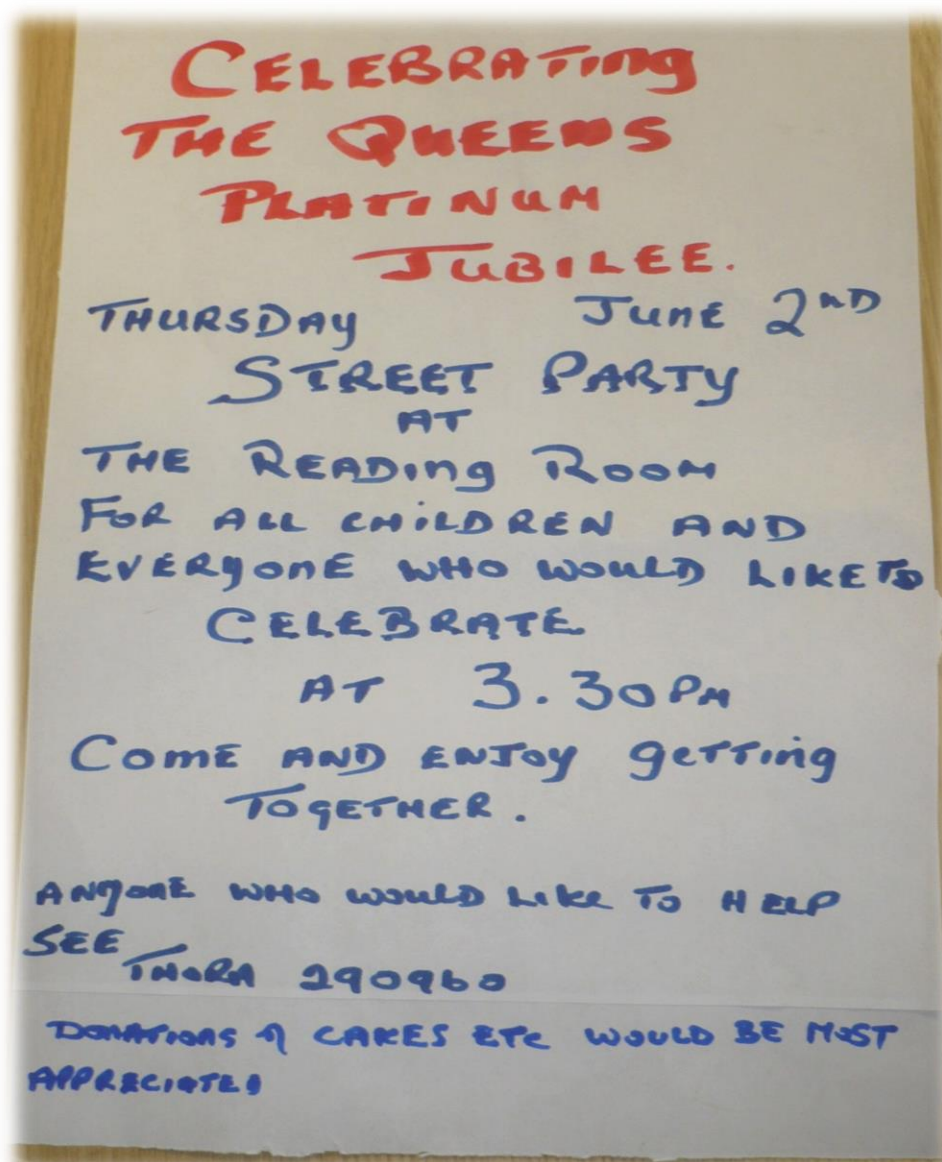 CELEBRATing
THE QUEENS
PLATINUM
JUBILEE.
THURSDAy JUNE 2ND
STREET PARTY
AT
THE READing ROOM
FOR ALL CHiLDREN AND
EVERyonE WHO WOULD LIKE TO
CELEBRATE
AT 3.30PM
ComE AND ENJOy geTTing
TOgETHER.
ANyonE WHO WOULD LIKE TO HELP
SEE
THORA 290960
DONATIONS of CAKES ETC WOULD BE MOST
APPRECIATED